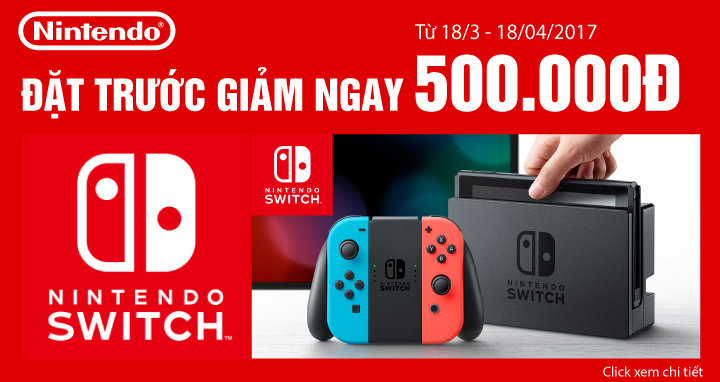 Nintendo®
Từ 18/3 - 18/04/2017
ĐẶT TRƯỚC GIẢM NGAY 500.000Đ
NINTENDO
SWITCH™
NINTENDO
SWITCH.
X
Y
A
B
NINTENDO
SWITCH
Click xem chi tiết